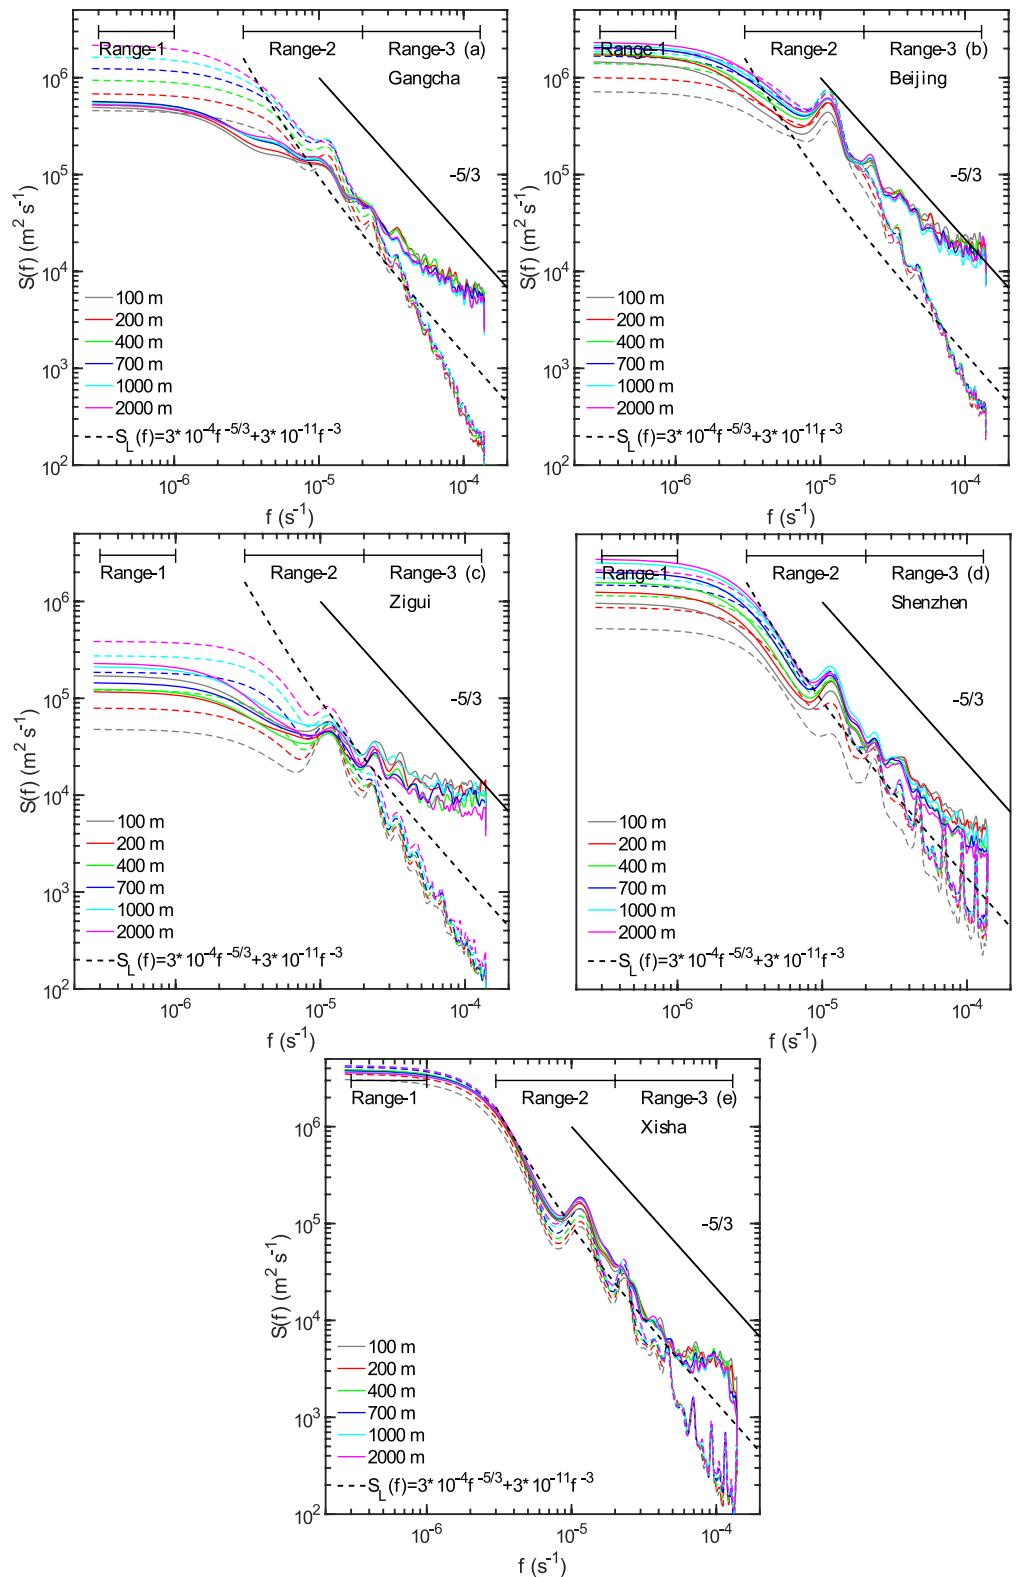 Range-1 Range-2 Range-3 (a)
Gangcha
10^6
10^5
10^4
10^3
10^2
S(f) (m^2 s^-1)
-5/3
100 m
200 m
400 m
700 m
1000 m
2000 m
S_L(f)=3*10^-4f^-5/3+3*10^-11f^-3
10^-6 10^-5 10^-4
f (s^-1)
Range-1 Range-2 Range-3 (b)
Beijing
10^6
10^5
10^4
10^3
10^2
S(f) (m^2 s^-1)
-5/3
100 m
200 m
400 m
700 m
1000 m
2000 m
S_L(f)=3*10^-4f^-5/3+3*10^-11f^-3
10^-6 10^-5 10^-4
f (s^-1)
Range-1 Range-2 Range-3 (c)
Zigui
10^6
10^5
10^4
10^3
10^2
S(f) (m^2 s^-1)
-5/3
100 m
200 m
400 m
700 m
1000 m
2000 m
S_L(f)=3*10^-4f^-5/3+3*10^-11f^-3
10^-6 10^-5 10^-4
f (s^-1)
Range-1 Range-2 Range-3 (d)
Shenzhen
10^6
10^5
10^4
10^3
10^2
S(f) (m^2 s^-1)
-5/3
100 m
200 m
400 m
700 m
1000 m
2000 m
S_L(f)=3*10^-4f^-5/3+3*10^-11f^-3
10^-6 10^-5 10^-4
f (s^-1)
Range-1 Range-2 Range-3 (e)
Xisha
10^6
10^5
10^4
10^3
10^2
S(f) (m^2 s^-1)
-5/3
100 m
200 m
400 m
700 m
1000 m
2000 m
S_L(f)=3*10^-4f^-5/3+3*10^-11f^-3
10^-6 10^-5 10^-4
f (s^-1)